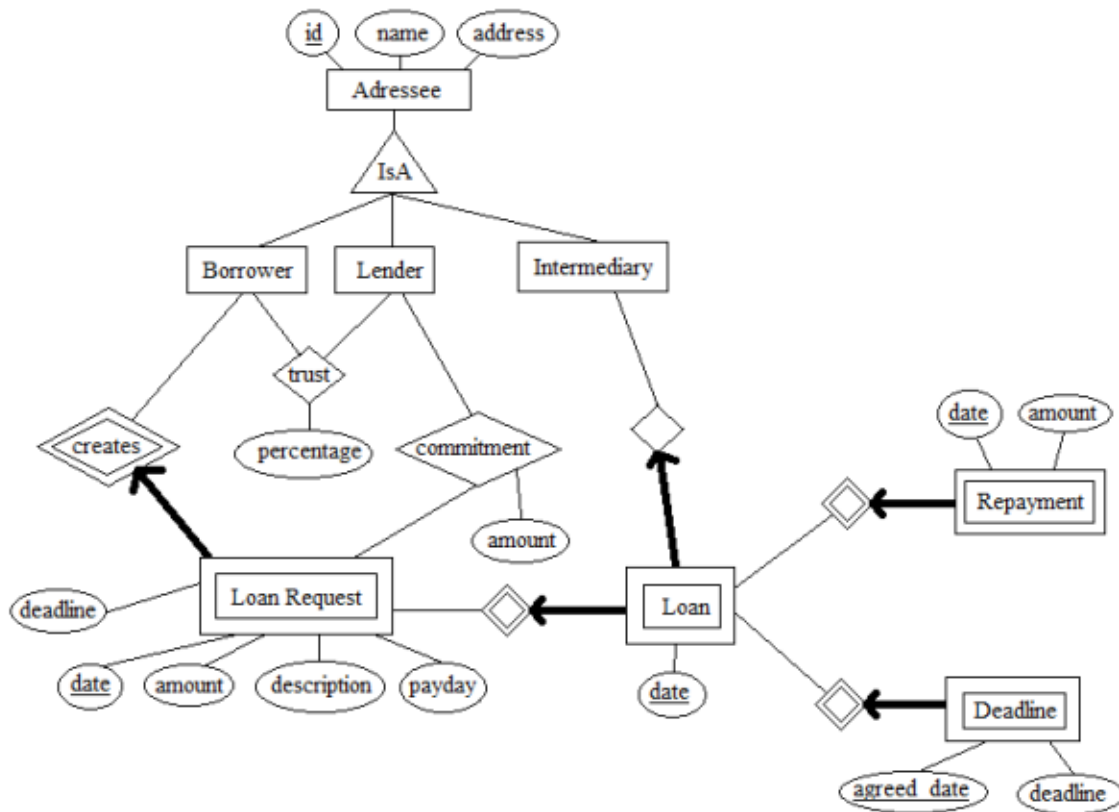 id
name
address
Adressee
IsA
Borrower
Lender
Intermediary
trust
creates
percentage
commitment
date
amount
Repayment
amount
Loan Request
Loan
deadline
date
amount
description
payday
date
Deadline
agreed_date
deadline